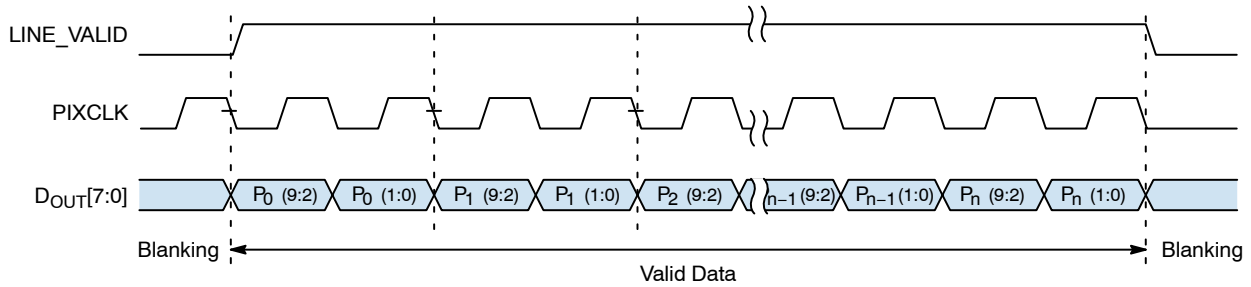 LINE_VALID
PIXCLK
DOUT[7:0] P0 (9:2) P0 (1:0) P1 (9:2) P1 (1:0) P2 (9:2) n−1 (9:2) Pn−1 (1:0) Pn (9:2) Pn (1:0)
Blanking Valid Data Blanking